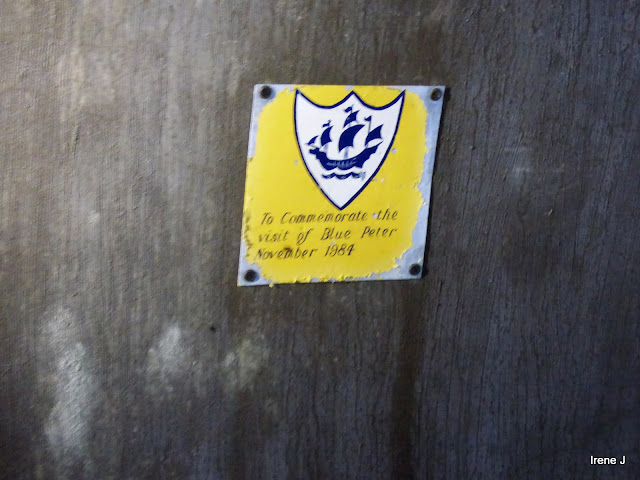 To Commemorate the
visit of Blue Peter
November 1984
Irene J